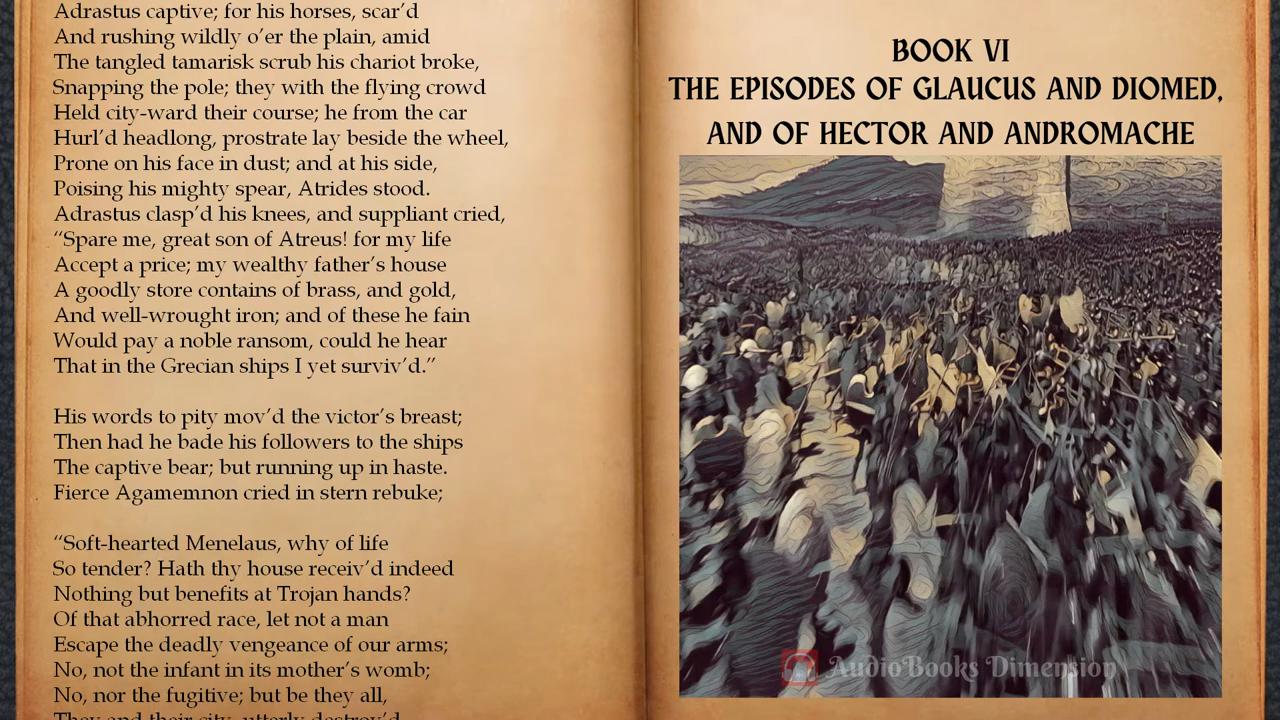 Adrastus captive; for his horses, scar’d
And rushing wildly o’er the plain, amid
The tangled tamarisk scrub his chariot broke,
Snapping the pole; they with the flying crowd
Held city-ward their course; he from the car
Hurl’d headlong, prostrate lay beside the wheel,
Prone on his face in dust; and at his side,
Poising his mighty spear, Atrides stood.
Adrastus clasp’d his knees, and suppliant cried,
“Spare me, great son of Atreus! for my life
Accept a price; my wealthy father’s house
A goodly store contains of brass, and gold,
And well-wrought iron; and of these he fain
Would pay a noble ransom, could he hear
That in the Grecian ships I yet surviv’d.”
His words to pity mov’d the victor’s breast;
Then had he bade his followers to the ships
The captive bear; but running up in haste.
Fierce Agamemnon cried in stern rebuke;
“Soft-hearted Menelaus, why of life
So tender? Hath thy house receiv’d indeed
Nothing but benefits at Trojan hands?
Of that abhorred race, let not a man
Escape the deadly vengeance of our arms;
No, not the infant in its mother’s womb;
No, nor the fugitive; but be they all,
They and their city, utterly destroy’d
BOOK VI
THE EPISODES OF GLAUCUS AND DIOMED,
AND OF HECTOR AND ANDROMACHE
AudioBooks Dimension